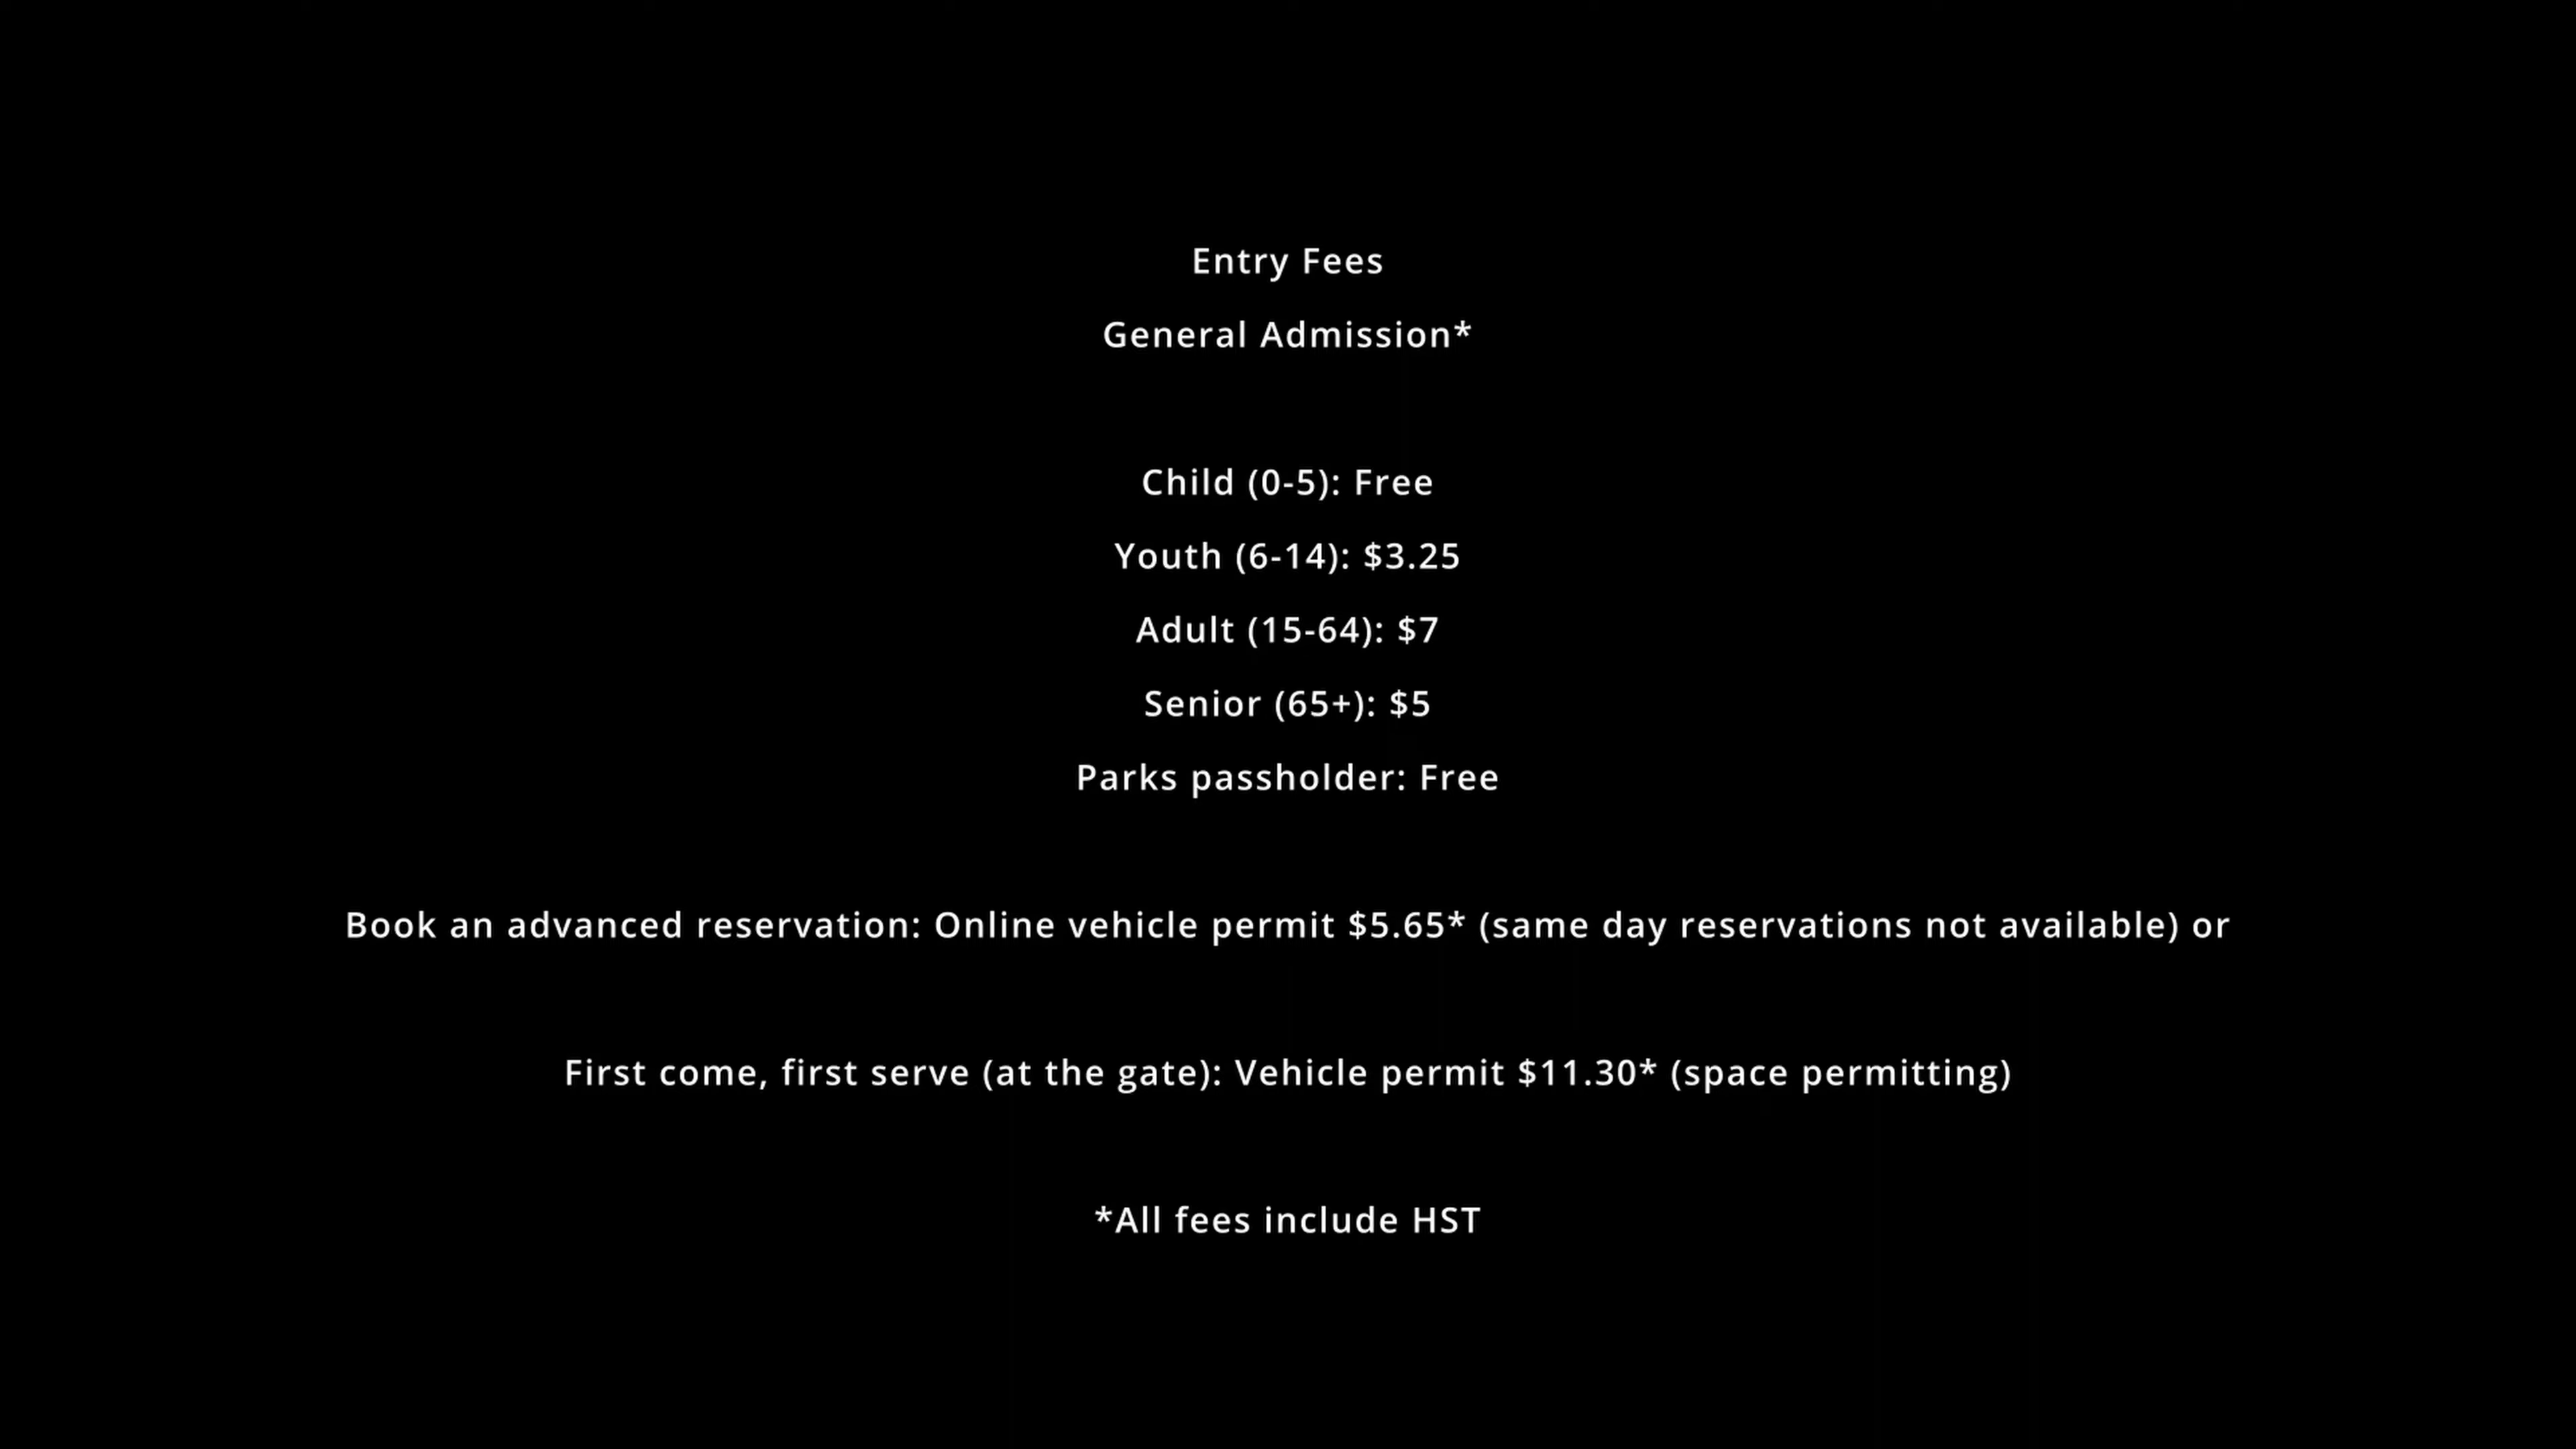 Entry Fees
General Admission*
Child (0-5): Free
Youth (6-14): $3.25
Adult (15-64): $7
Senior (65+): $5
Parks passholder: Free
Book an advanced reservation: Online vehicle permit $5.65* (same day reservations not available) or
First come, first serve (at the gate): Vehicle permit $11.30* (space permitting)
*All fees include HST